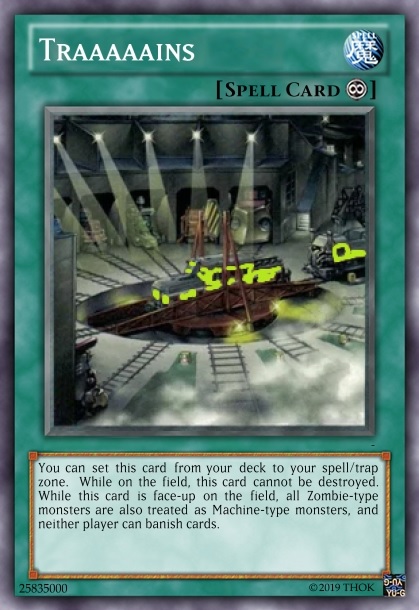 TRAAAAAINS
魔
[SPELL CARD ]
You can set this card from your deck to your spell/trap
zone. While on the field, this card cannot be destroyed.
While this card is face-up on the field, all Zombie-type
monsters are also treated as Machine-type monsters, and
neither player can banish cards.
25835000
©2019 THOK
YU-G